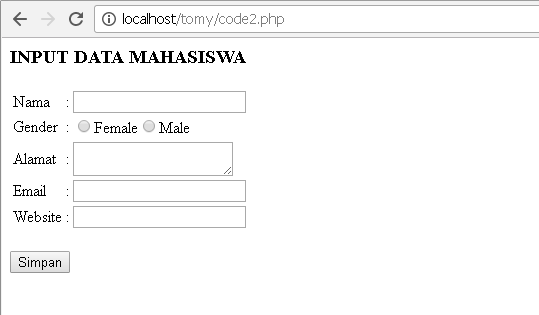 localhost/tomy/code2.php
INPUT DATA MAHASISWA
Nama :
Gender : Female Male
Alamat :
Email :
Website :
Simpan